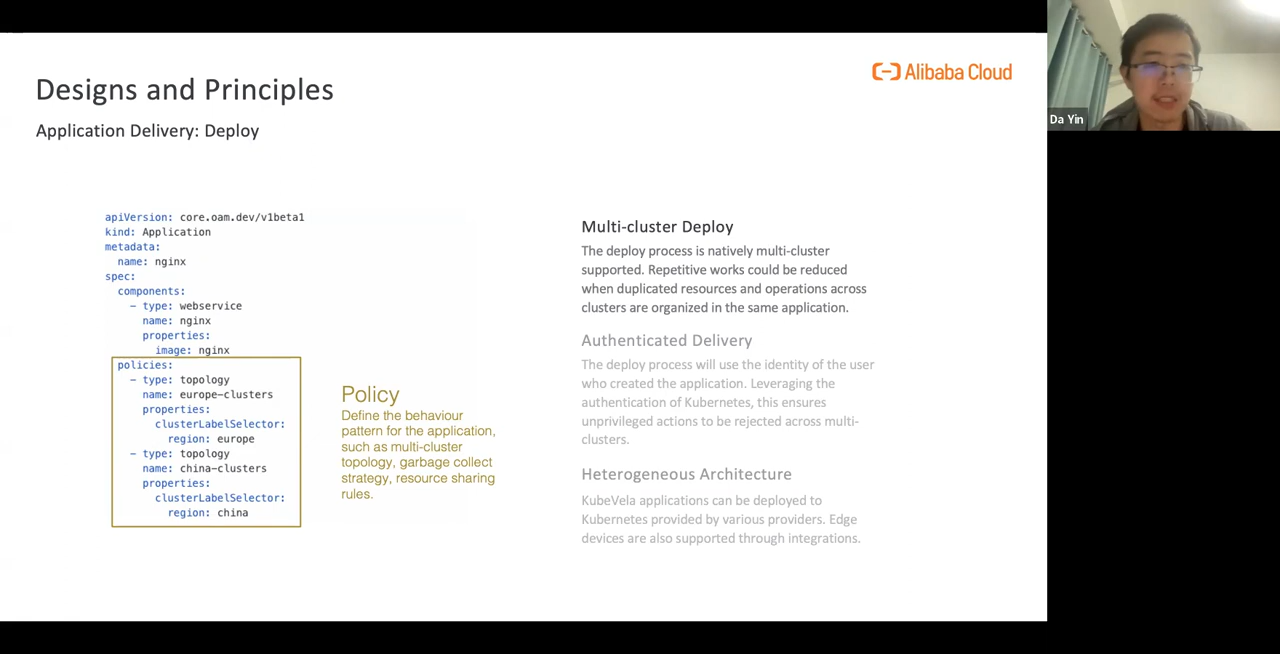 Designs and Principles
Alibaba Cloud
Application Delivery: Deploy
Da Yin
apiVersion: core.oam.dev/v1beta1
kind: Application
metadata:
name: nginx
spec:
components:
- type: webservice
name: nginx
properties:
image: nginx
policies:
- type: topology
name: europe-clusters
properties:
clusterLabelSelector:
region: europe
- type: topology
name: china-clusters
properties:
clusterLabelSelector:
region: china
Policy
Define the behaviour
pattern for the application,
such as multi-cluster
topology, garbage collect
strategy, resource sharing
rules.
Multi-cluster Deploy
The deploy process is natively multi-cluster
supported. Repetitive works could be reduced
when duplicated resources and operations across
clusters are organized in the same application.
Authenticated Delivery
The deploy process will use the identity of the user
who created the application. Leveraging the
authentication of Kubernetes, this ensures
unprivileged actions to be rejected across multi-
clusters.
Heterogeneous Architecture
KubeVela applications can be deployed to
Kubernetes provided by various providers. Edge
devices are also supported through integrations.